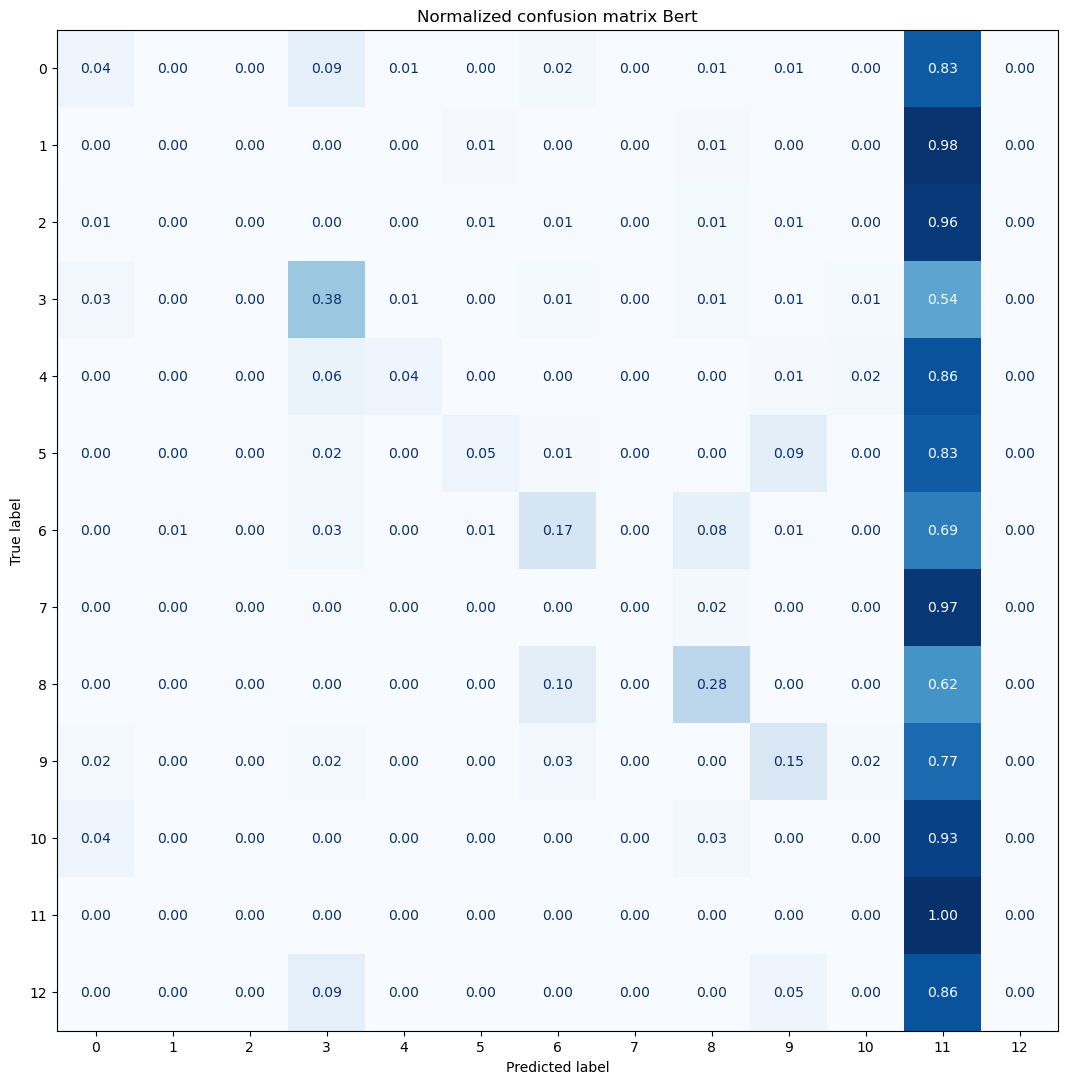 Normalized confusion matrix Bert
0 0.04 0.00 0.00 0.09 0.01 0.00 0.02 0.00 0.01 0.01 0.00 0.83 0.00
1 0.00 0.00 0.00 0.00 0.00 0.01 0.00 0.00 0.01 0.00 0.00 0.98 0.00
2 0.01 0.00 0.00 0.00 0.00 0.01 0.01 0.00 0.01 0.01 0.00 0.96 0.00
3 0.03 0.00 0.00 0.38 0.01 0.00 0.01 0.00 0.01 0.01 0.01 0.54 0.00
4 0.00 0.00 0.00 0.06 0.04 0.00 0.00 0.00 0.00 0.01 0.02 0.86 0.00
5 0.00 0.00 0.00 0.02 0.00 0.05 0.01 0.00 0.00 0.09 0.00 0.83 0.00
True label
6 0.00 0.01 0.00 0.03 0.00 0.01 0.17 0.00 0.08 0.01 0.00 0.69 0.00
7 0.00 0.00 0.00 0.00 0.00 0.00 0.00 0.00 0.02 0.00 0.00 0.97 0.00
8 0.00 0.00 0.00 0.00 0.00 0.00 0.10 0.00 0.28 0.00 0.00 0.62 0.00
9 0.02 0.00 0.00 0.02 0.00 0.00 0.03 0.00 0.00 0.15 0.02 0.77 0.00
10 0.04 0.00 0.00 0.00 0.00 0.00 0.00 0.00 0.03 0.00 0.00 0.93 0.00
11 0.00 0.00 0.00 0.00 0.00 0.00 0.00 0.00 0.00 0.00 0.00 1.00 0.00
12 0.00 0.00 0.00 0.09 0.00 0.00 0.00 0.00 0.00 0.05 0.00 0.86 0.00
0 1 2 3 4 5 6 7 8 9 10 11 12
Predicted label